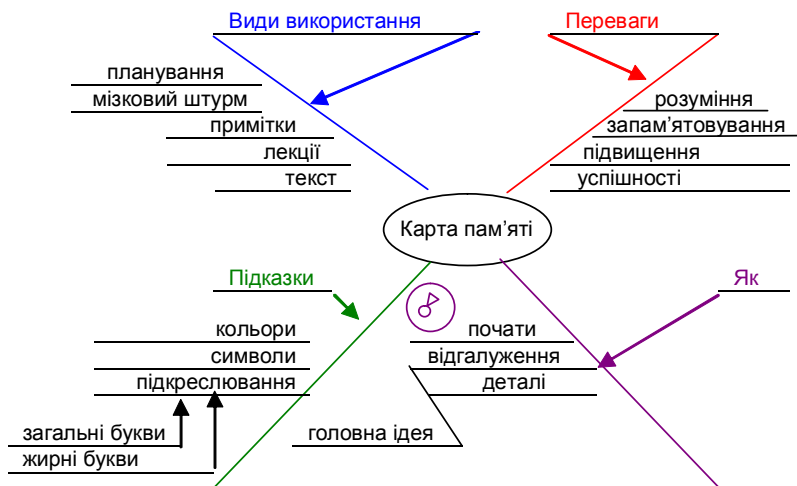 Види використання
планування
мізковий штурм
примітки
лекції
текст
Переваги
розуміння
запам’ятовування
підвищення
успішності
Карта пам’яті
Підказки
кольори
символи
підкреслювання
загальні букви
жирні букви
Як
почати
відгалуження
деталі
головна ідея